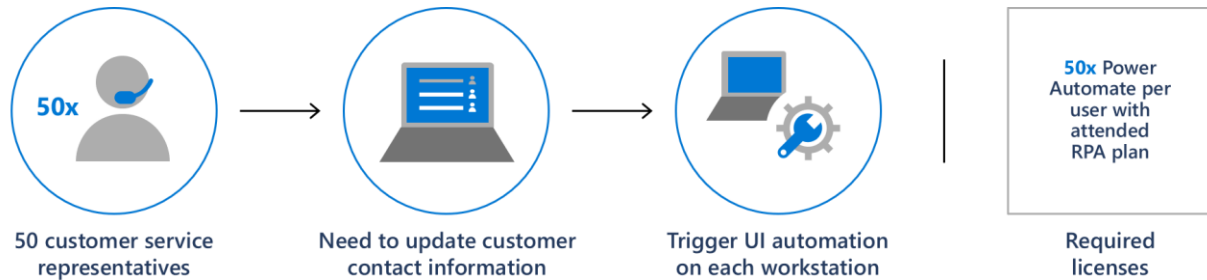 50x
50 customer service
representatives
Need to update customer
contact information
Trigger UI automation
on each workstation
50x Power
Automate per
user with
attended
RPA plan
Required
licenses